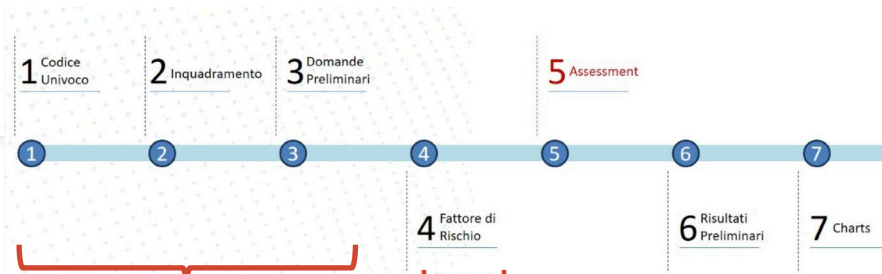 1 Codice
Univoco
2 Inquadramento
3 Domande
Preliminari
5 Assessment
1 2 3 4 5 6 7
4 Fattore di
Rischio
6 Risultati
Preliminari
7 Charts